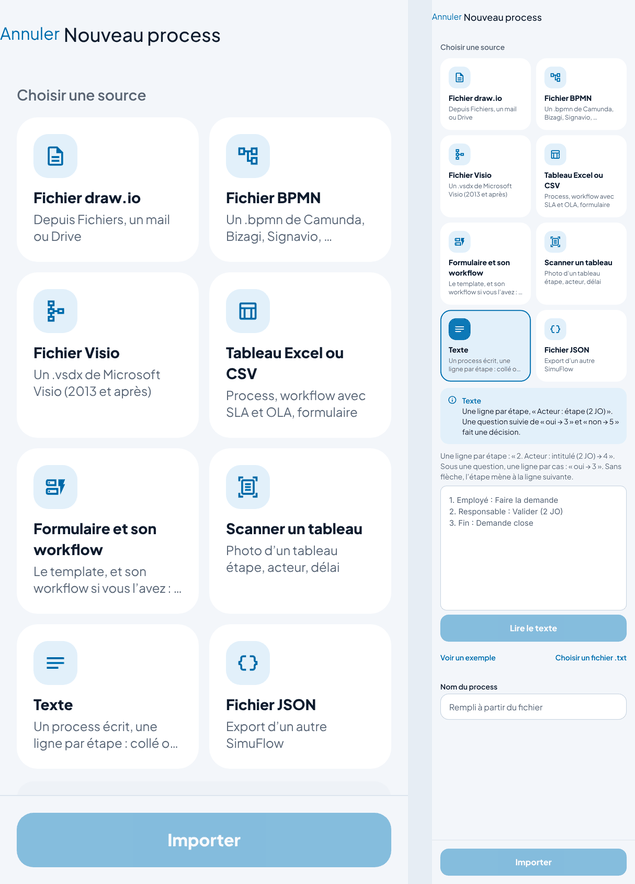 Annuler Nouveau process
Choisir une source
Fichier draw.io
Depuis Fichiers, un mail
ou Drive
Fichier BPMN
Un .bpmn de Camunda,
Bizagi, Signavio, ...
Fichier Visio
Un .vsdx de Microsoft
Visio (2013 et après)
Tableau Excel ou
CSV
Process, workflow avec
SLA et OLA, formulaire
Formulaire et son
workflow
Le template, et son
workflow si vous l'avez : ...
Scanner un tableau
Photo d'un tableau
étape, acteur, délai
Texte
Un process écrit, une
ligne par étape : collé o...
Fichier JSON
Export d'un autre
SimuFlow
Importer
Annuler Nouveau process
Choisir une source
Fichier draw.io
Depuis Fichiers, un mail
ou Drive
Fichier BPMN
Un .bpmn de Camunda,
Bizagi, Signavio, ...
Fichier Visio
Un .vsdx de Microsoft
Visio (2013 et après)
Tableau Excel ou
CSV
Process, workflow avec
SLA et OLA, formulaire
Formulaire et son
workflow
Le template, et son
workflow si vous l'avez : ...
Scanner un tableau
Photo d'un tableau
étape, acteur, délai
Texte
Un process écrit, une
ligne par étape : collé o...
Fichier JSON
Export d'un autre
SimuFlow
Texte
Une ligne par étape, « Acteur : étape (2 JO) ».
Une question suivie de « oui → 3 » et « non → 5 »
fait une décision.
Une ligne par étape : « 2. Acteur : intitulé (2 JO) → 4 ».
Sous une question, une ligne par cas : « oui → 3 ». Sans
flèche, l'étape mène à la ligne suivante.
1. Employé : Faire la demande
2. Responsable : Valider (2 JO)
3. Fin : Demande close
Lire le texte
Voir un exemple
Choisir un fichier .txt
Nom du process
Rempli à partir du fichier
Importer